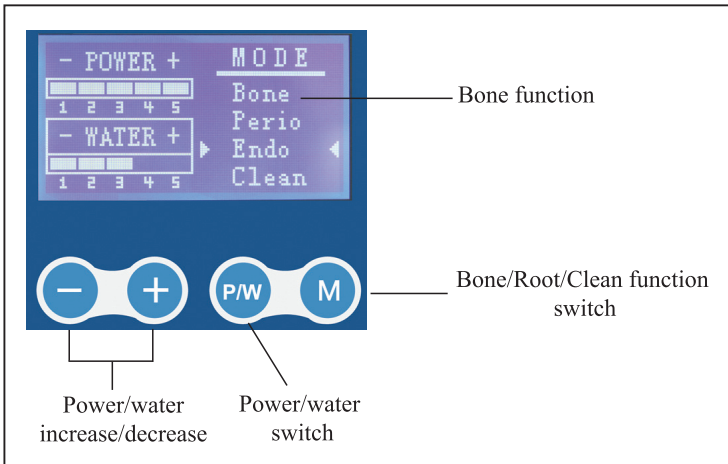 - POWER +
1 2 3 4 5
- WATER +
1 2 3 4 5
MODE
Bone
Perio
Endo
Clean
Bone function
- +
P/W M
Bone/Root/Clean function
switch
Power/water
increase/decrease
Power/water
switch